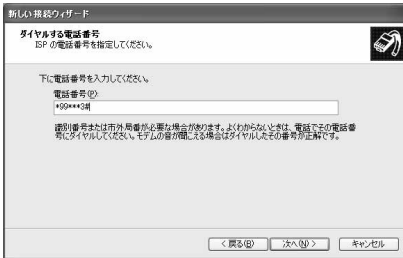 新しい接続ウィザード
ダイヤルする電話番号
ISP の電話番号を指定してください。
下に電話番号を入力してください。
電話番号(P):
*99***3#
識別番号または市外局番が必要な場合があります。よくわからないときは、電話でその電話番
号にダイヤルしてください。モデムの音が聞こえる場合はダイヤルしたその番号が正解です。
< 戻る(B)
次へ(N) >
キャンセル